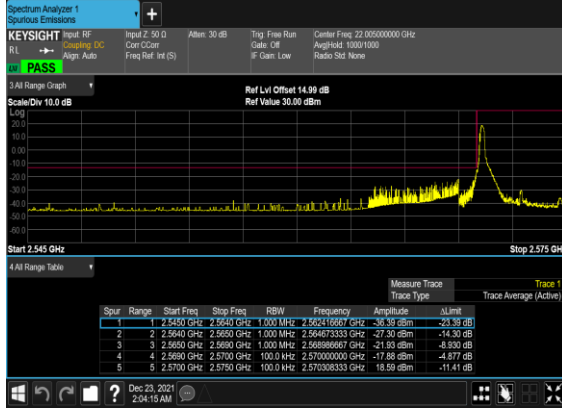 Spectrum Analyzer 1
Spurious Emissions
KEYSIGHT Input: RF Input Z: 50 Ω Atten: 30 dB Trig: Free Run Center Freq: 22.005000000 GHz
RL Coupling: DC Corr CCorr Gate: Off Avg|Hold: 1000/1000
Align: Auto Freq Ref: Int (S) IF Gain: Low Radio Std: None
PASS
3 All Range Graph
Ref Lvl Offset 14.99 dB
Scale/Div 10.0 dB Ref Value 30.00 dBm
Log
20.0
10.0
0.00
-10.0
-20.0
-30.0
-40.0
-50.0
-60.0
Start 2.545 GHz Stop 2.575 GH
4 All Range Table
Measure Trace Trace 1
Trace Type Trace Average (Active)
Spur Range Start Freq Stop Freq RBW Frequency Amplitude ΔLimit
1 1 2.5450 GHz 2.5640 GHz 1.000 MHz 2.562416667 GHz -36.39 dBm -23.39 dB
2 2 2.5640 GHz 2.5650 GHz 1.000 MHz 2.564673333 GHz -27.30 dBm -14.30 dB
3 3 2.5650 GHz 2.5690 GHz 1.000 MHz 2.568986667 GHz -21.93 dBm -8.930 dB
4 4 2.5690 GHz 2.5700 GHz 100.0 kHz 2.570000000 GHz -17.88 dBm -4.877 dB
5 5 2.5700 GHz 2.5750 GHz 100.0 kHz 2.570308333 GHz 18.59 dBm -11.41 dB
Dec 23, 2021
2:04:15 AM